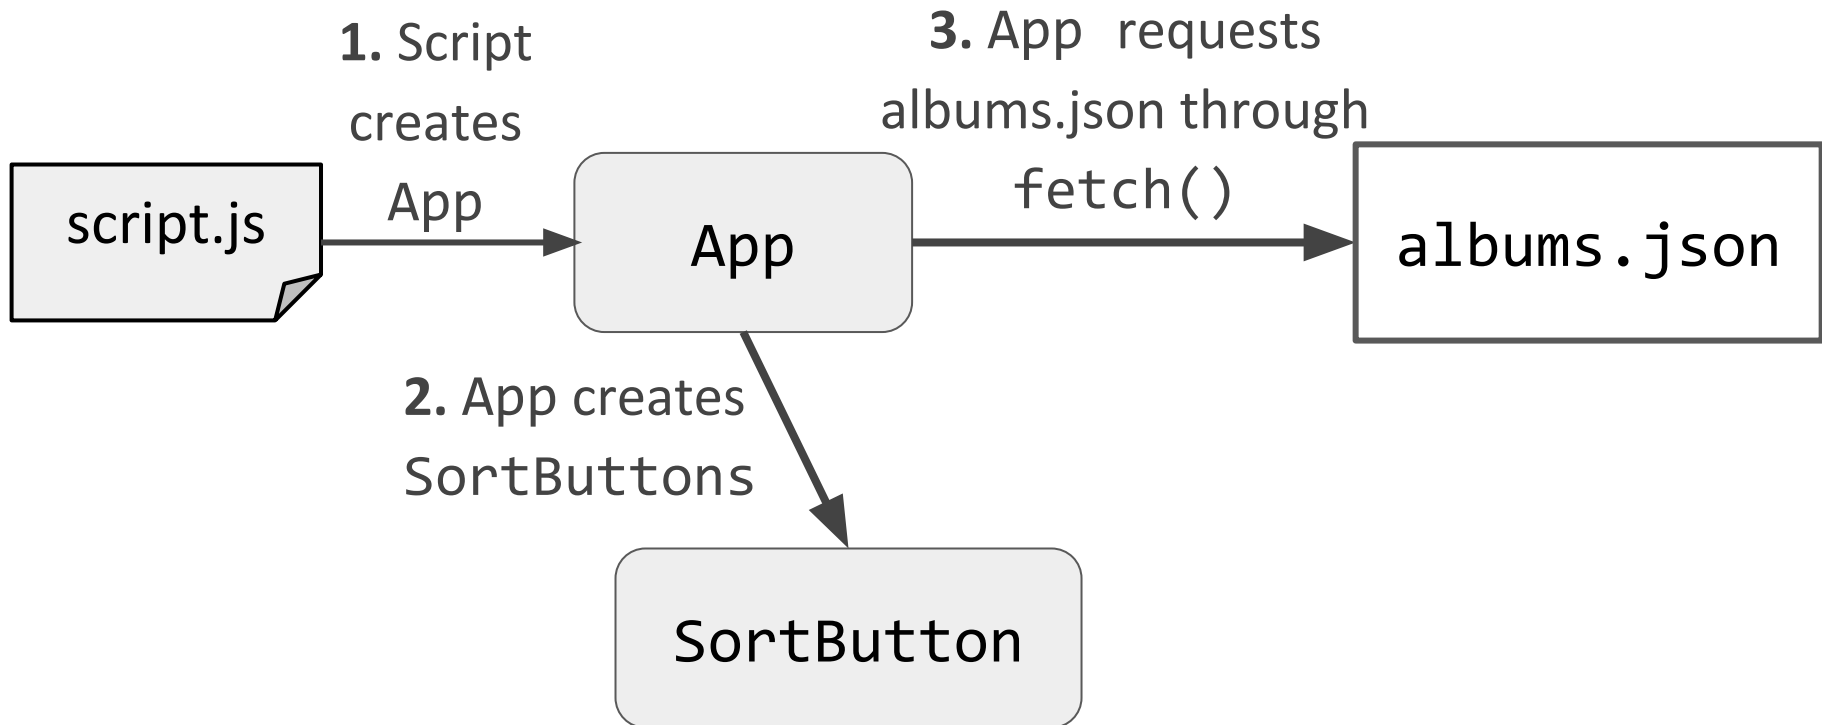 1. Script
creates
App
3. App requests
albums.json through
fetch()
script.js
App
albums.json
2. App creates
SortButtons
SortButton